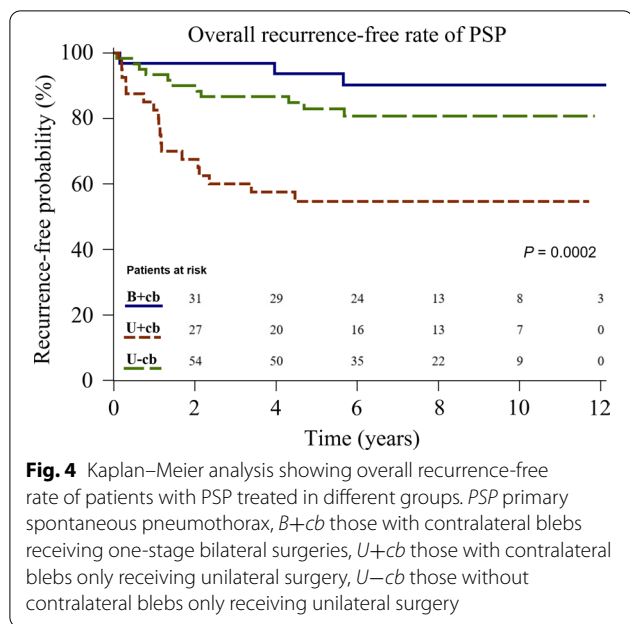 Overall recurrence-free rate of PSP
Recurrence-free probability (%)
100
80
60
40
20
0
P = 0.0002
Patients at risk
B+cb 31 29 24 13 8 3
U+cb 27 20 16 13 7 0
U-cb 54 50 35 22 9 0
0 2 4 6 8 10 12
Time (years)
Fig. 4 Kaplan–Meier analysis showing overall recurrence-free
rate of patients with PSP treated in different groups. PSP primary
spontaneous pneumothorax, B+cb those with contralateral blebs
receiving one-stage bilateral surgeries, U+cb those with contralateral
blebs only receiving unilateral surgery, U−cb those without
contralateral blebs only receiving unilateral surgery